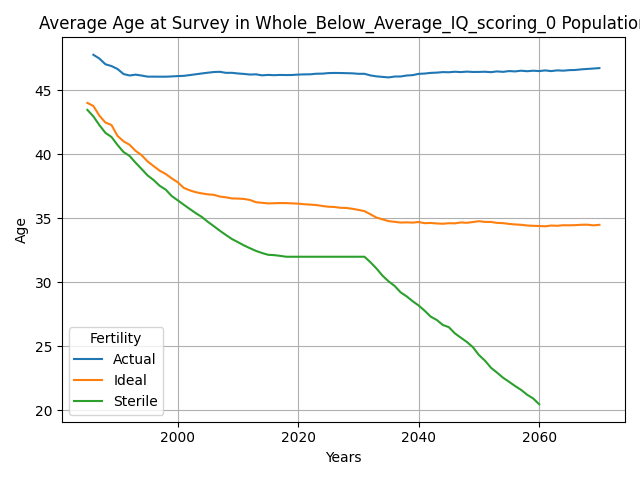 Average Age at Survey in Whole_Below_Average_IQ_scoring_0 Population
Age
45
40
35
30
25
20
Fertility
Actual
Ideal
Sterile
2000 2020 2040 2060
Years